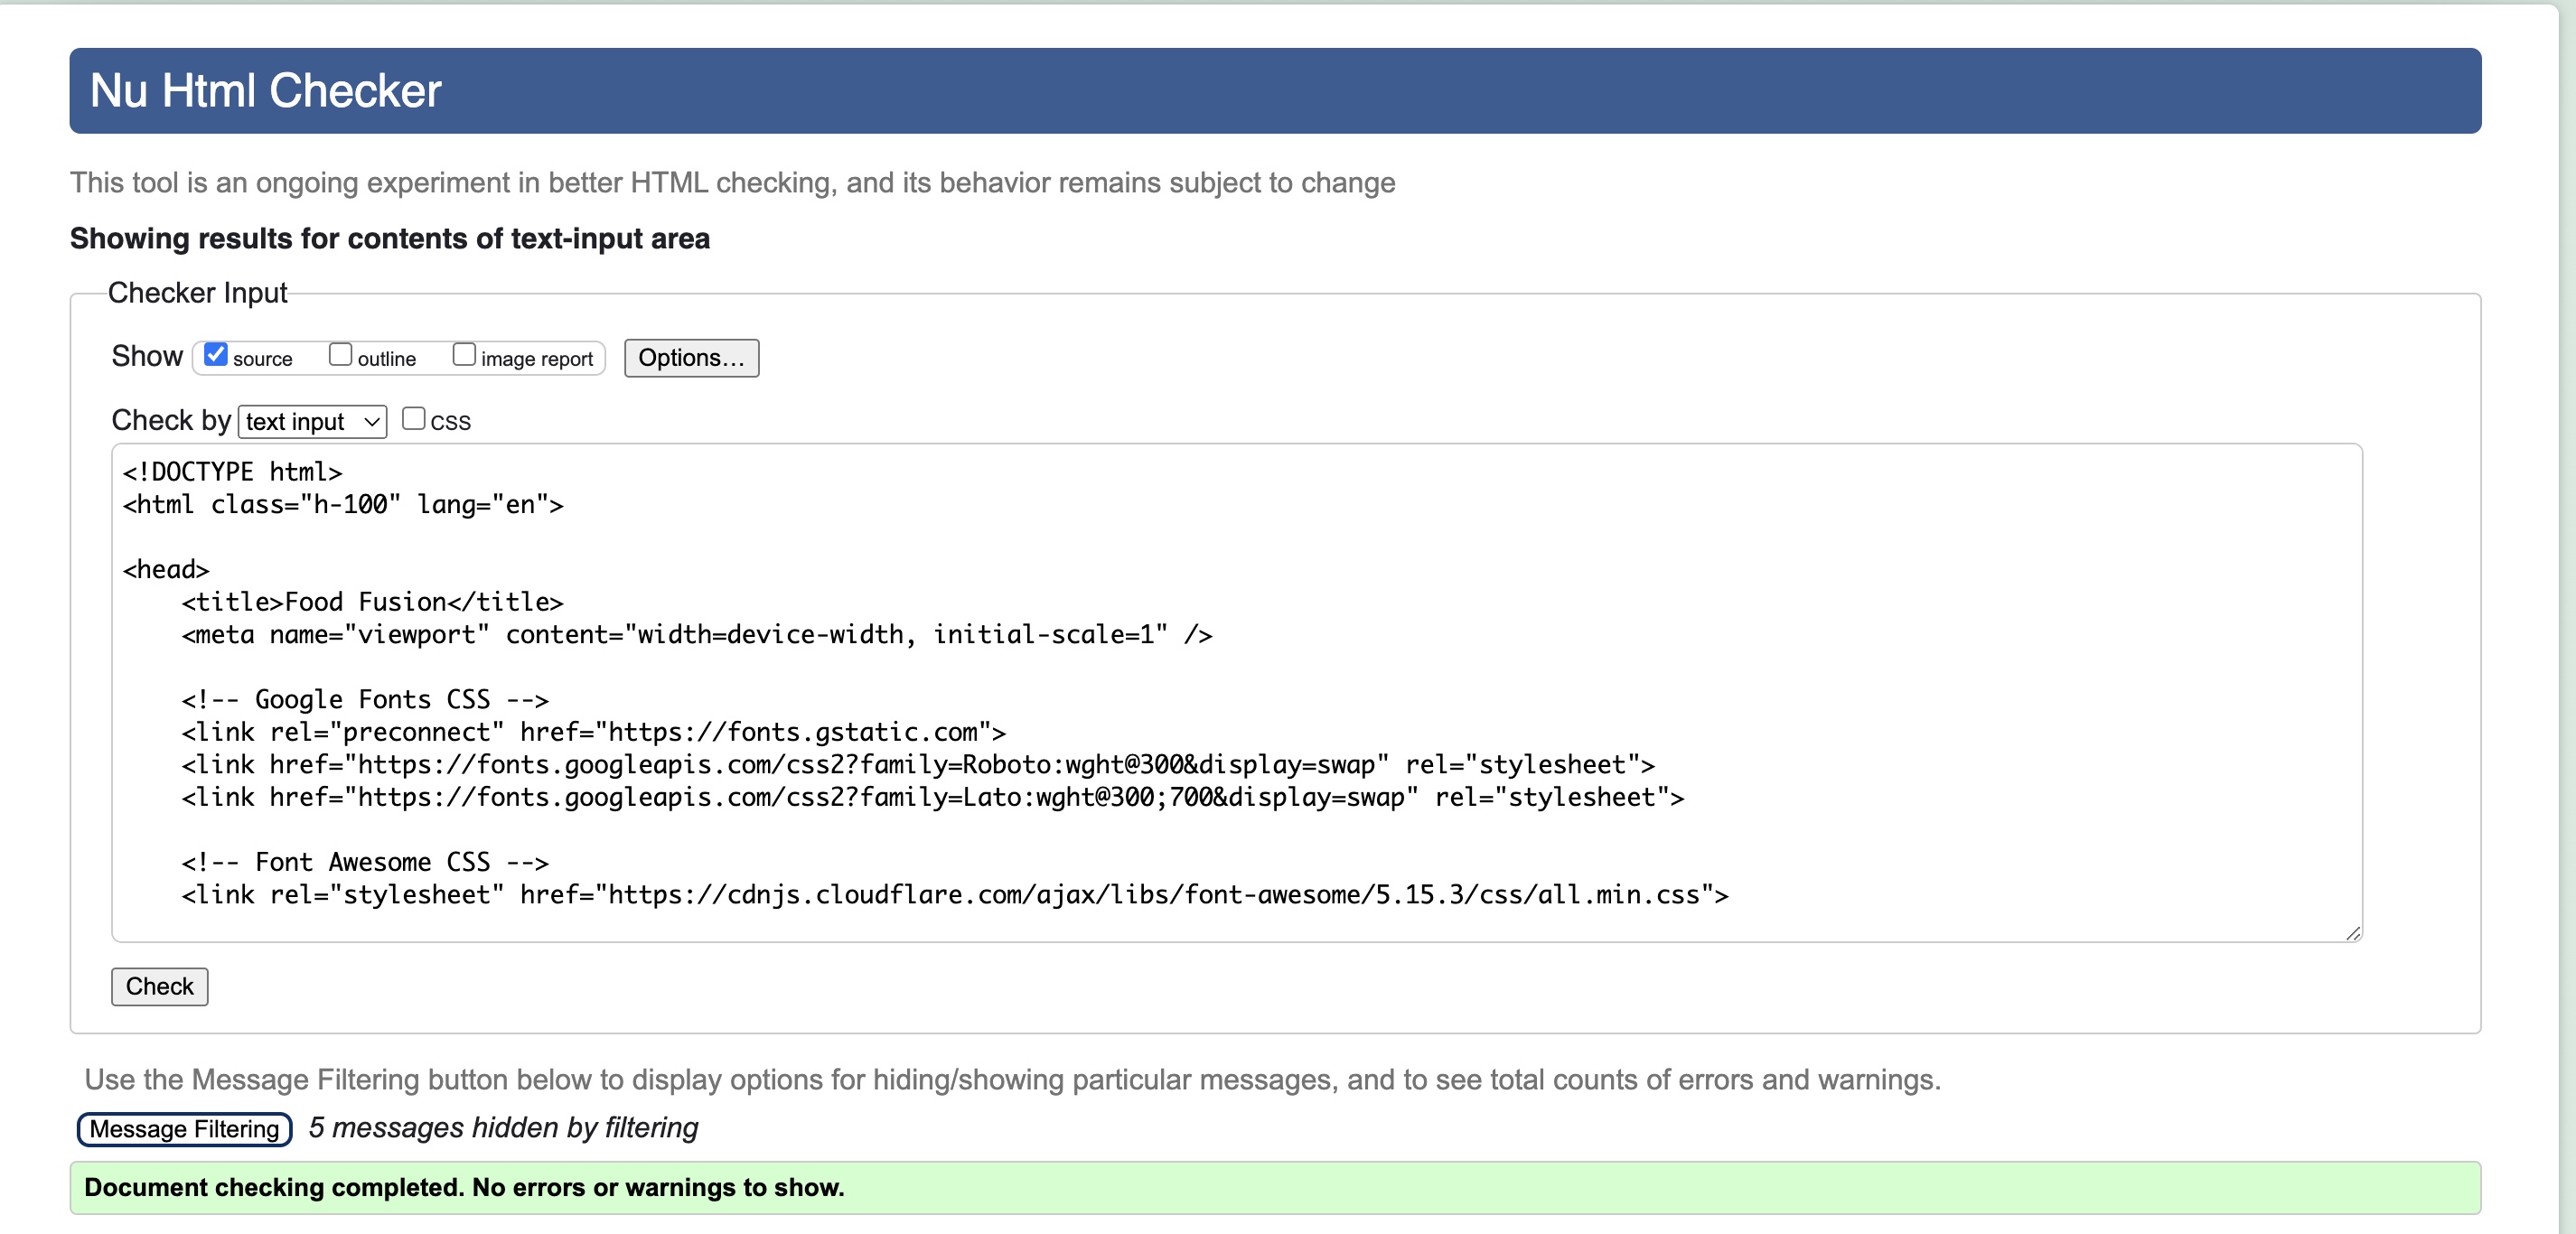 Nu Html Checker
This tool is an ongoing experiment in better HTML checking, and its behavior remains subject to change
Showing results for contents of text-input area
Checker Input
Show source outline image report Options...
Check by text input CSS
<!DOCTYPE html>
<html class="h-100" lang="en">
<head>
    <title>Food Fusion</title>
    <meta name="viewport" content="width=device-width, initial-scale=1" />
    <!-- Google Fonts CSS -->
    <link rel="preconnect" href="https://fonts.gstatic.com">
    <link href="https://fonts.googleapis.com/css2?family=Roboto:wght@300&display=swap" rel="stylesheet">
    <link href="https://fonts.googleapis.com/css2?family=Lato:wght@300;700&display=swap" rel="stylesheet">
    <!-- Font Awesome CSS -->
    <link rel="stylesheet" href="https://cdnjs.cloudflare.com/ajax/libs/font-awesome/5.15.3/css/all.min.css">
Check
Use the Message Filtering button below to display options for hiding/showing particular messages, and to see total counts of errors and warnings.
Message Filtering 5 messages hidden by filtering
Document checking completed. No errors or warnings to show.